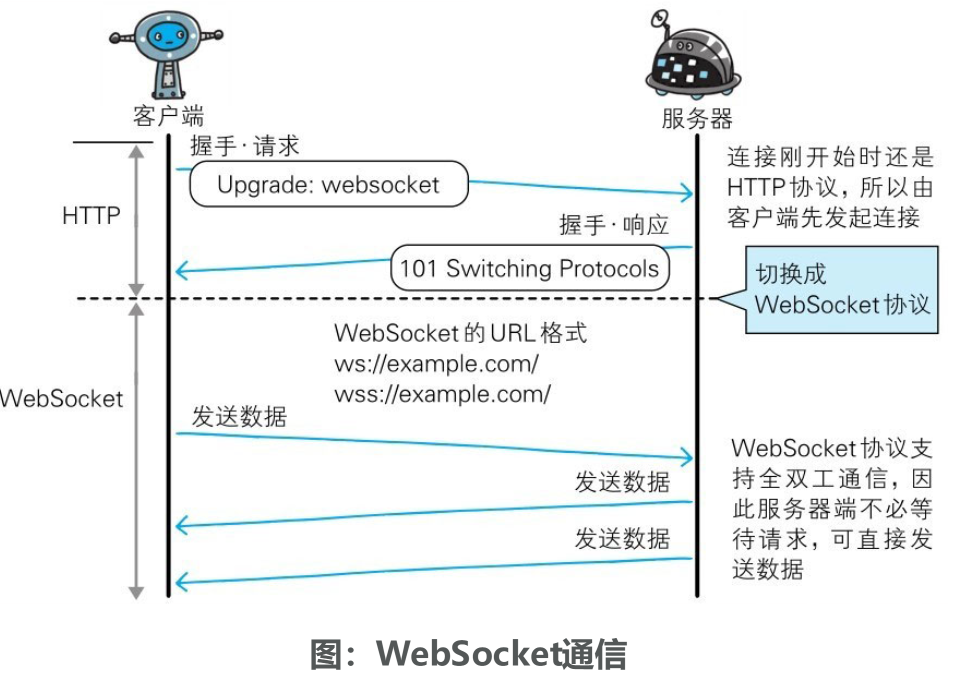 客户端
服务器
握手·请求
Upgrade: websocket
连接刚开始时还是
HTTP协议，所以由
客户端先发起连接
HTTP
握手·响应
101 Switching Protocols
切换成
WebSocket协议
WebSocket的URL格式
ws://example.com/
wss://example.com/
WebSocket
发送数据
发送数据
发送数据
WebSocket协议支
持全双工通信，因
此服务器端不必等
待请求，可直接发
送数据
图：WebSocket通信